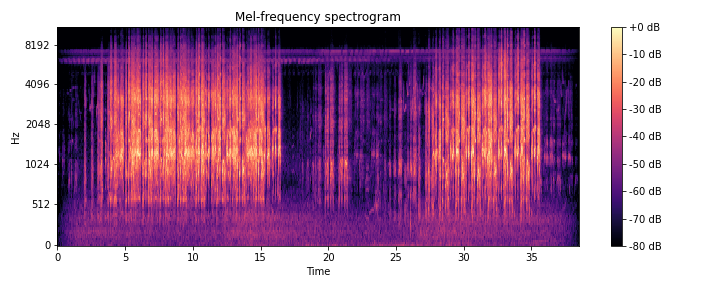 Mel-frequency spectrogram
8192
4096
2048
1024
512
0
Hz
0 5 10 15 20 25 30 35
Time
+0 dB
-10 dB
-20 dB
-30 dB
-40 dB
-50 dB
-60 dB
-70 dB
-80 dB